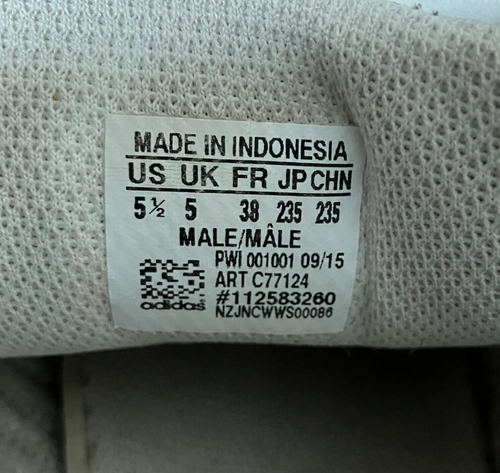 MADE IN INDONESIA
US UK FR JP CHN
5½ 5 38 235 235
MALE/MÂLE
PWI 001001 09/15
ART C77124
#112583260
NZJNCWWS00086
adidas